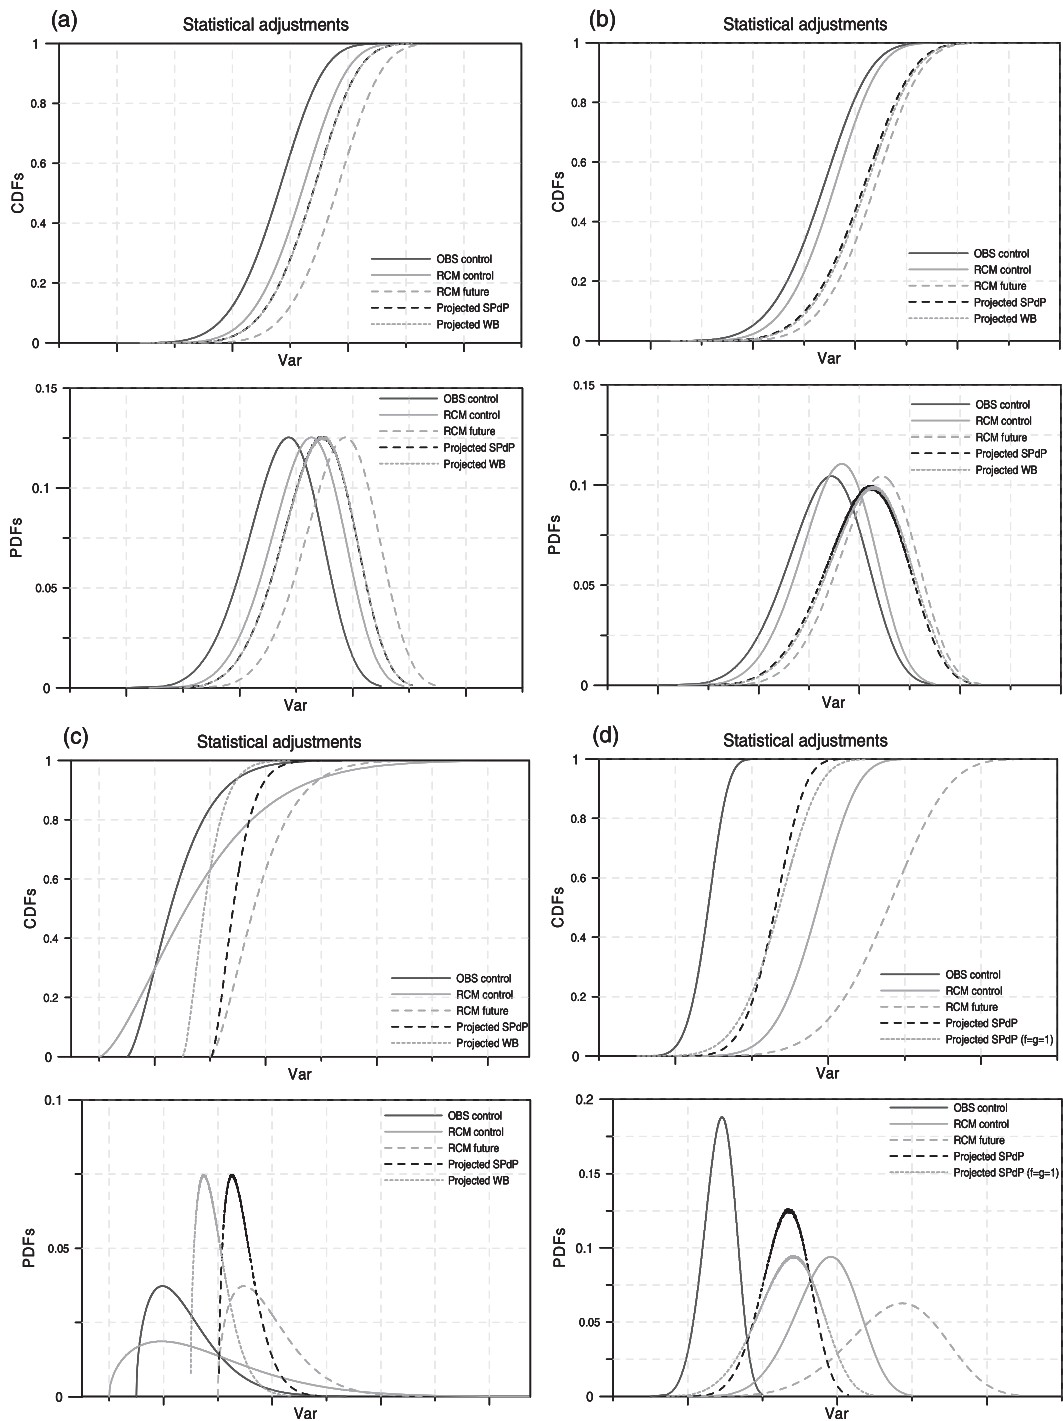 (a)
Statistical adjustments
1
0.8
0.6
0.4
0.2
0
CDFs
OBS control
RCM control
RCM future
Projected SPdP
Projected WB
Var
0.15
0.1
0.05
0
PDFs
OBS control
RCM control
RCM future
Projected SPdP
Projected WB
Var
(b)
Statistical adjustments
1
0.8
0.6
0.4
0.2
0
CDFs
OBS control
RCM control
RCM future
Projected SPdP
Projected WB
Var
0.15
0.1
0.05
0
PDFs
OBS control
RCM control
RCM future
Projected SPdP
Projected WB
Var
(c)
Statistical adjustments
1
0.8
0.6
0.4
0.2
0
CDFs
OBS control
RCM control
RCM future
Projected SPdP
Projected WB
Var
0.1
0.05
0
PDFs
OBS control
RCM control
RCM future
Projected SPdP
Projected WB
Var
(d)
Statistical adjustments
1
0.8
0.6
0.4
0.2
0
CDFs
OBS control
RCM control
RCM future
Projected SPdP
Projected SPdP (f=g=1)
Var
0.2
0.15
0.1
0.05
0
PDFs
OBS control
RCM control
RCM future
Projected SPdP
Projected SPdP (f=g=1)
Var